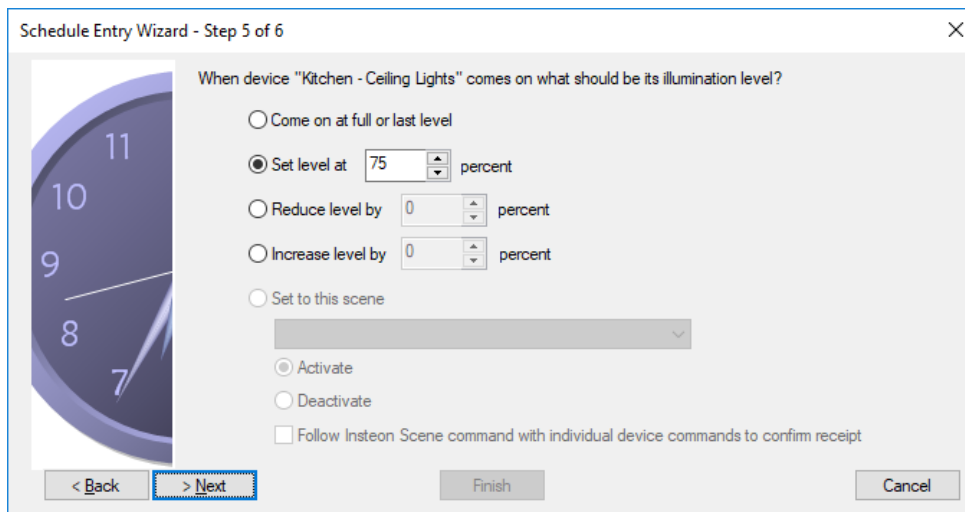 Schedule Entry Wizard - Step 5 of 6
When device "Kitchen - Ceiling Lights" comes on what should be its illumination level?
Come on at full or last level
Set level at 75 percent
Reduce level by 0 percent
Increase level by 0 percent
Set to this scene
Activate
Deactivate
Follow Insteon Scene command with individual device commands to confirm receipt
11
10
9
8
7
< Back > Next Finish Cancel